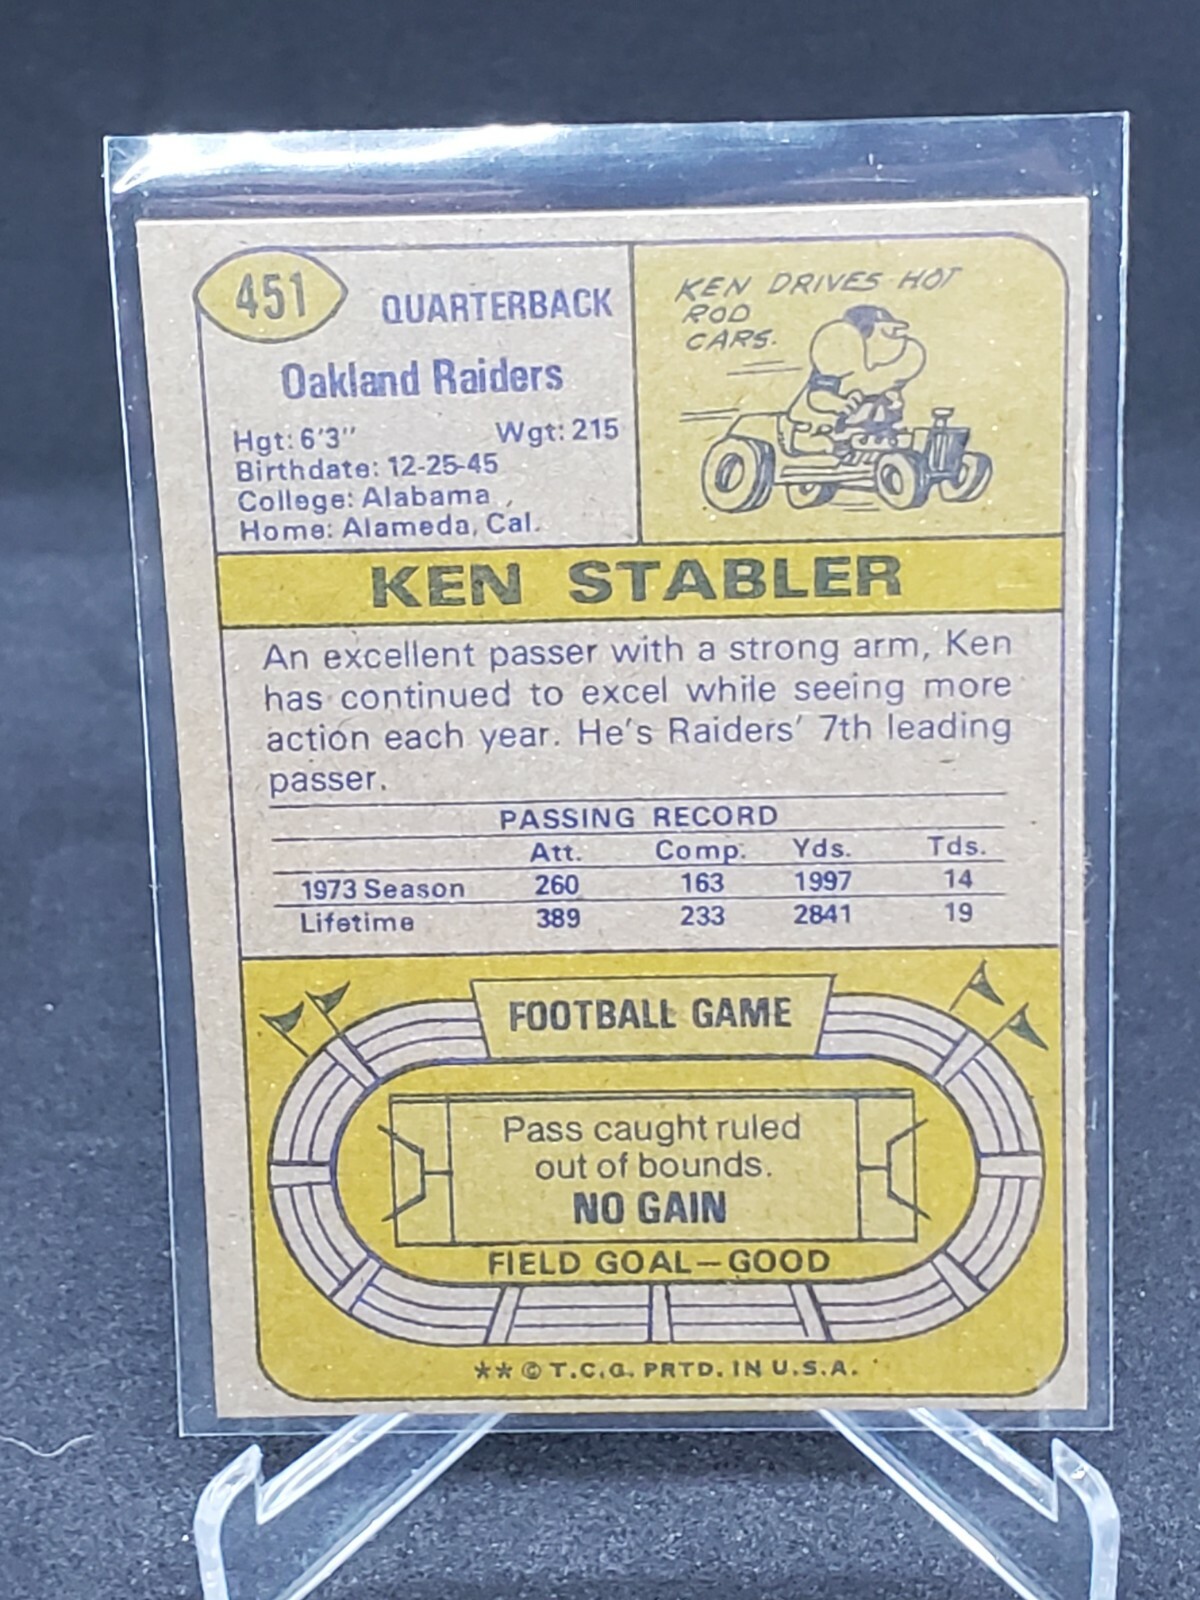 451
QUARTERBACK
Oakland Raiders
Hgt: 6'3" Wgt: 215
Birthdate: 12-25-45
College: Alabama
Home: Alameda, Cal.
KEN DRIVES HOT
ROD
CARS.
KEN STABLER
An excellent passer with a strong arm, Ken
has continued to excel while seeing more
action each year. He's Raiders' 7th leading
passer.
PASSING RECORD
Att. Comp. Yds. Tds.
1973 Season 260 163 1997 14
Lifetime 389 233 2841 19
FOOTBALL GAME
Pass caught ruled
out of bounds.
NO GAIN
FIELD GOAL—GOOD
** © T.C.G. PRTD. IN U.S.A.